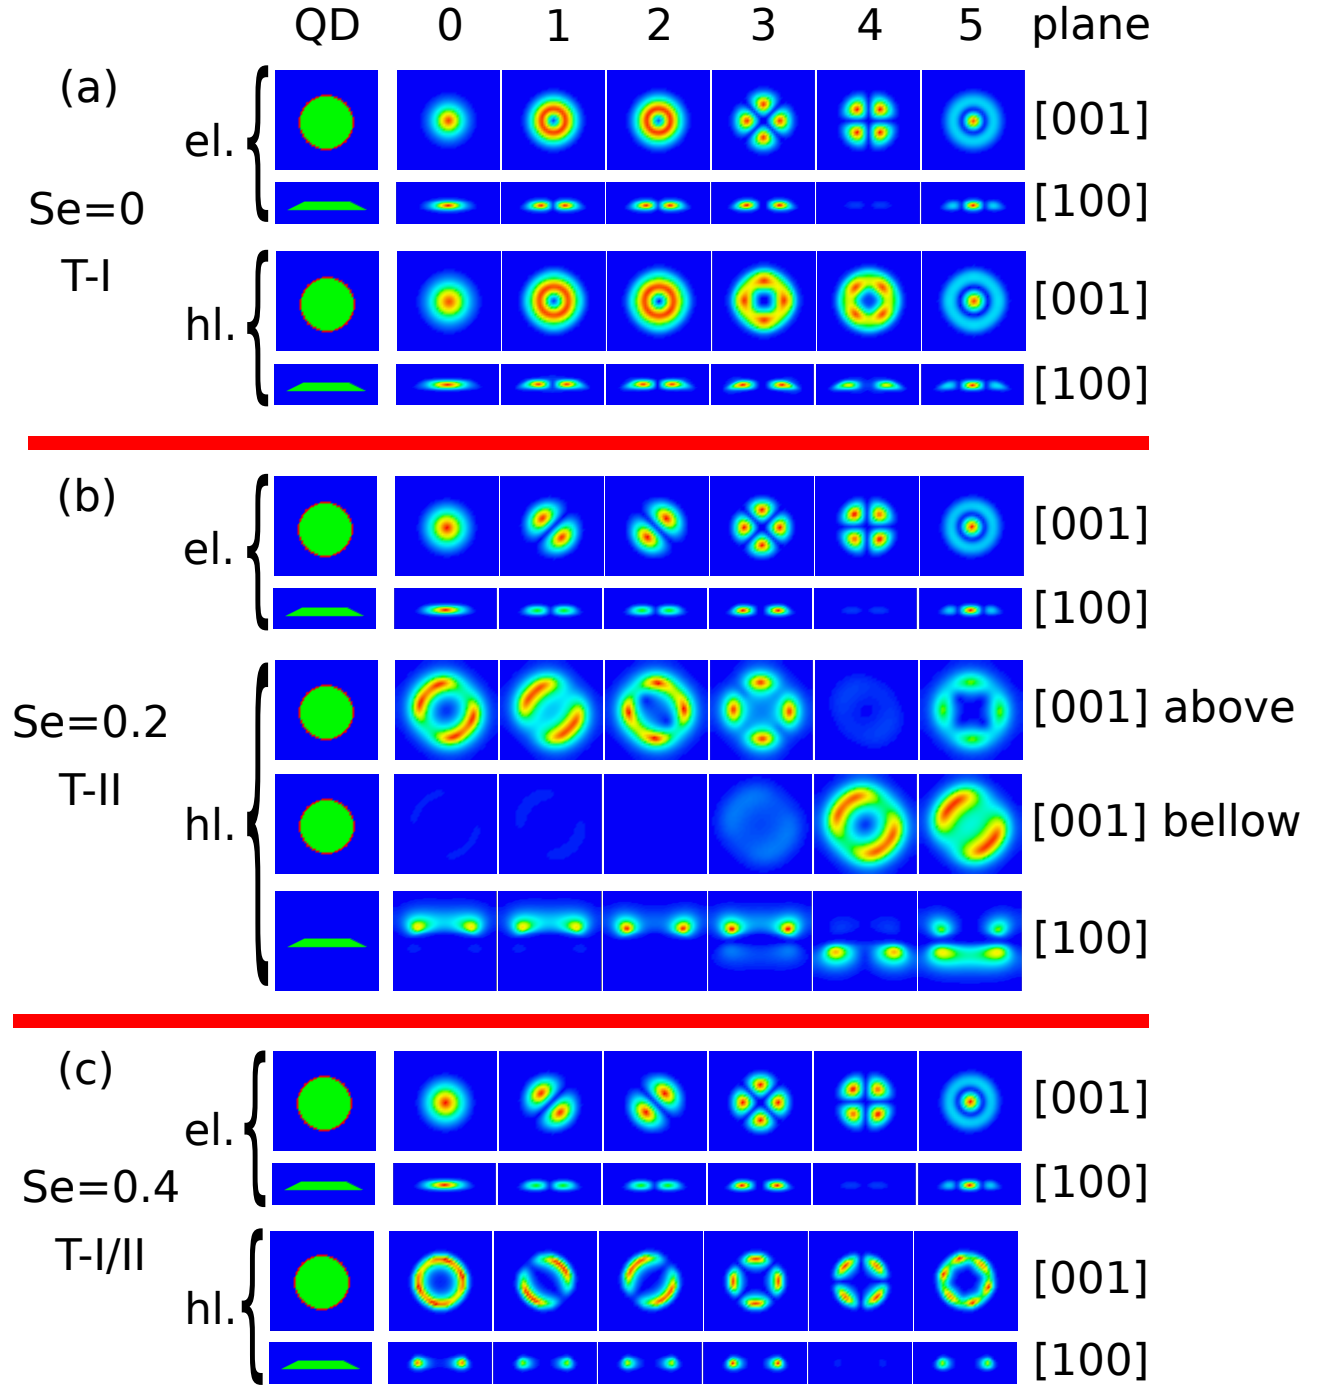 QD 0 1 2 3 4 5 plane
(a)
el. [001]
[100]
Se=0
T-I
hl. [001]
[100]
(b)
el. [001]
[100]
Se=0.2
T-II
hl. [001] above
[001] bellow
[100]
(c)
el. [001]
[100]
Se=0.4
T-I/II
hl. [001]
[100]